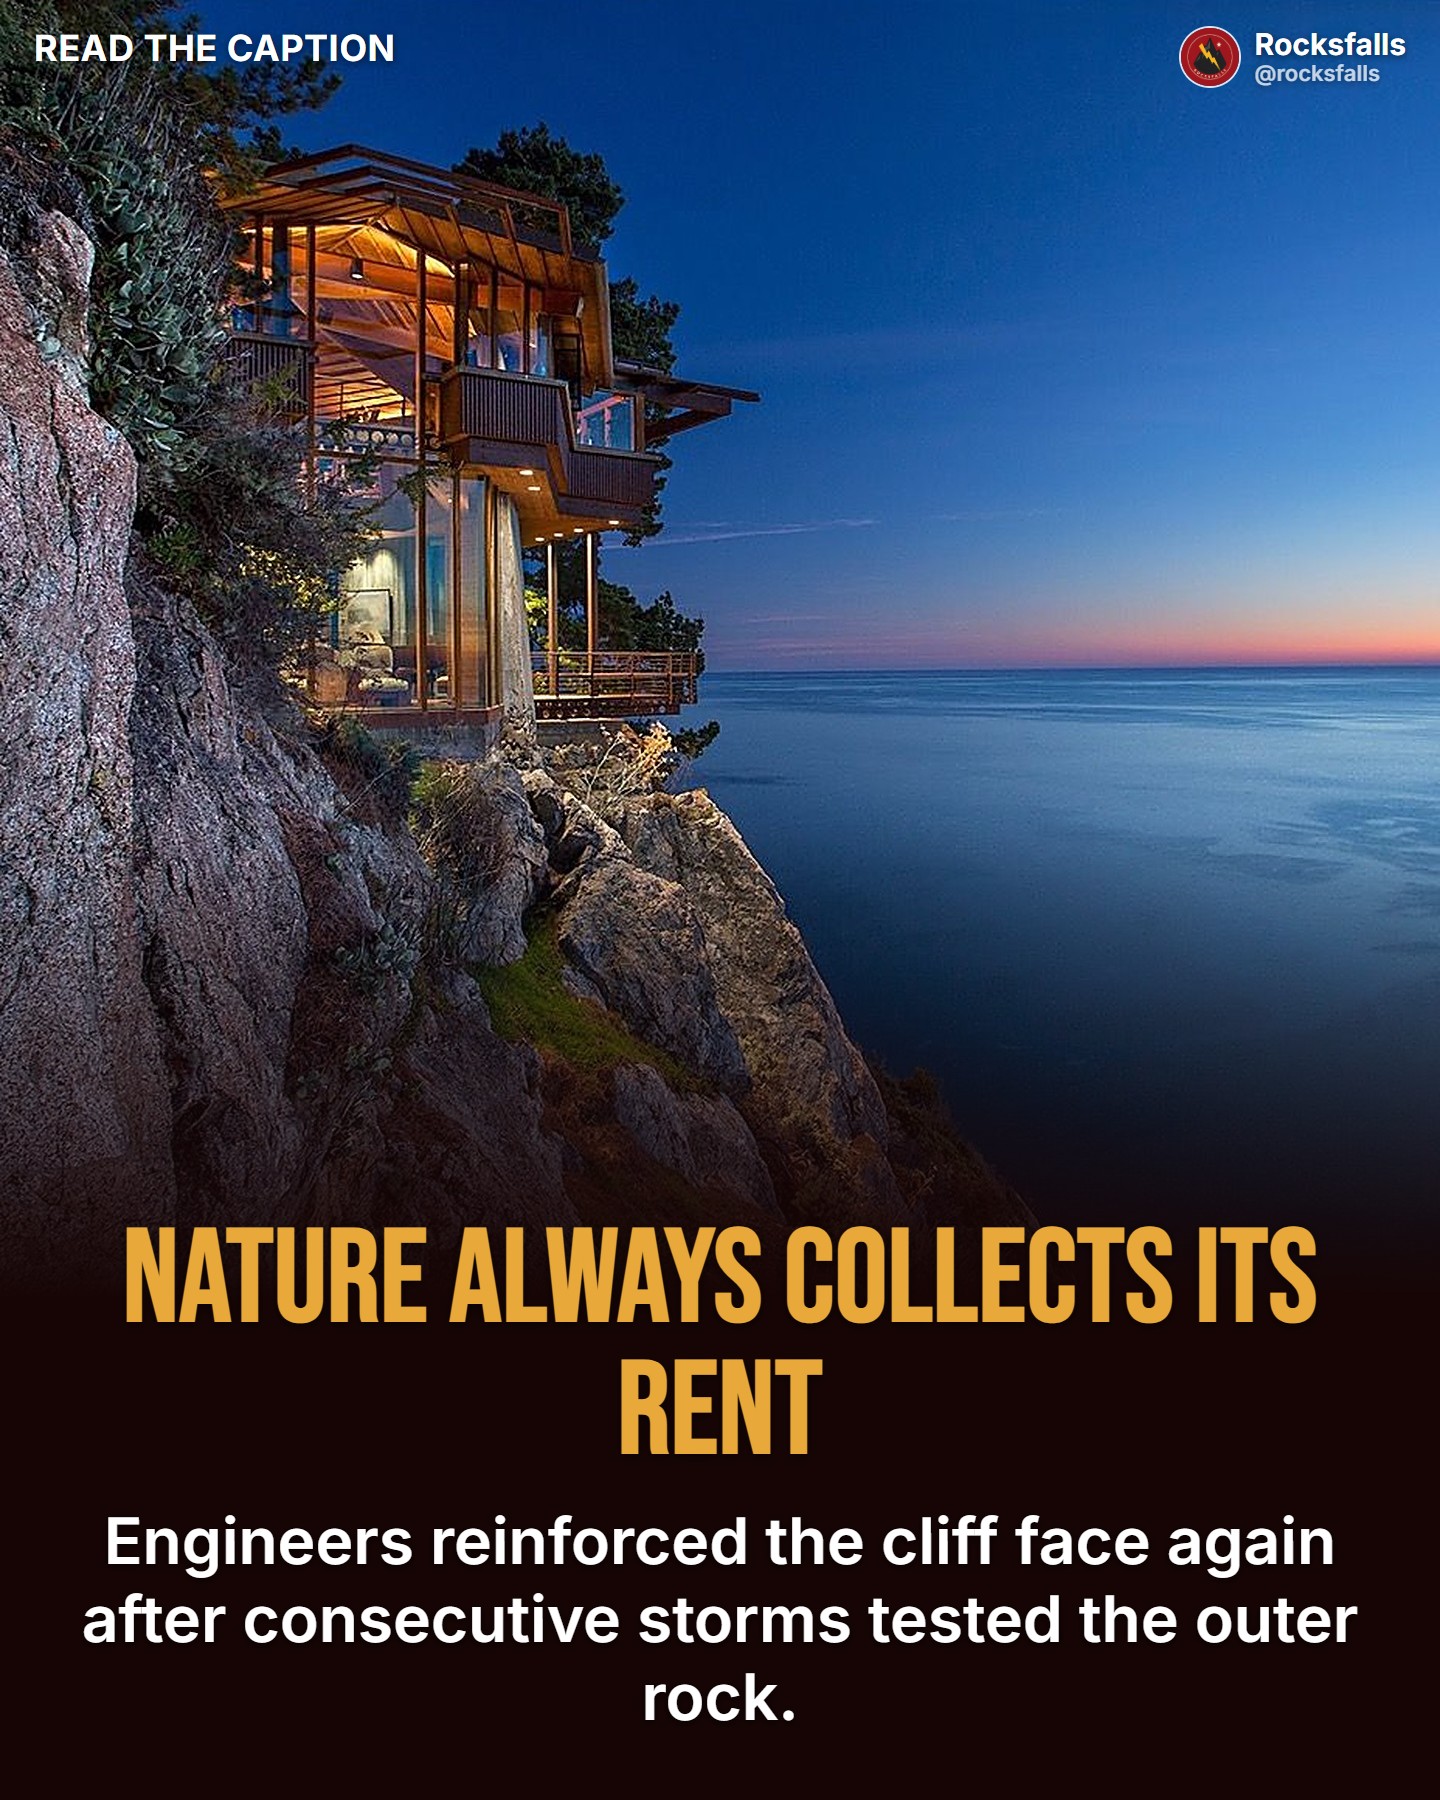 READ THE CAPTION
Rocksfalls
@rocksfalls
NATURE ALWAYS COLLECTS ITS
RENT
Engineers reinforced the cliff face again
after consecutive storms tested the outer
rock.